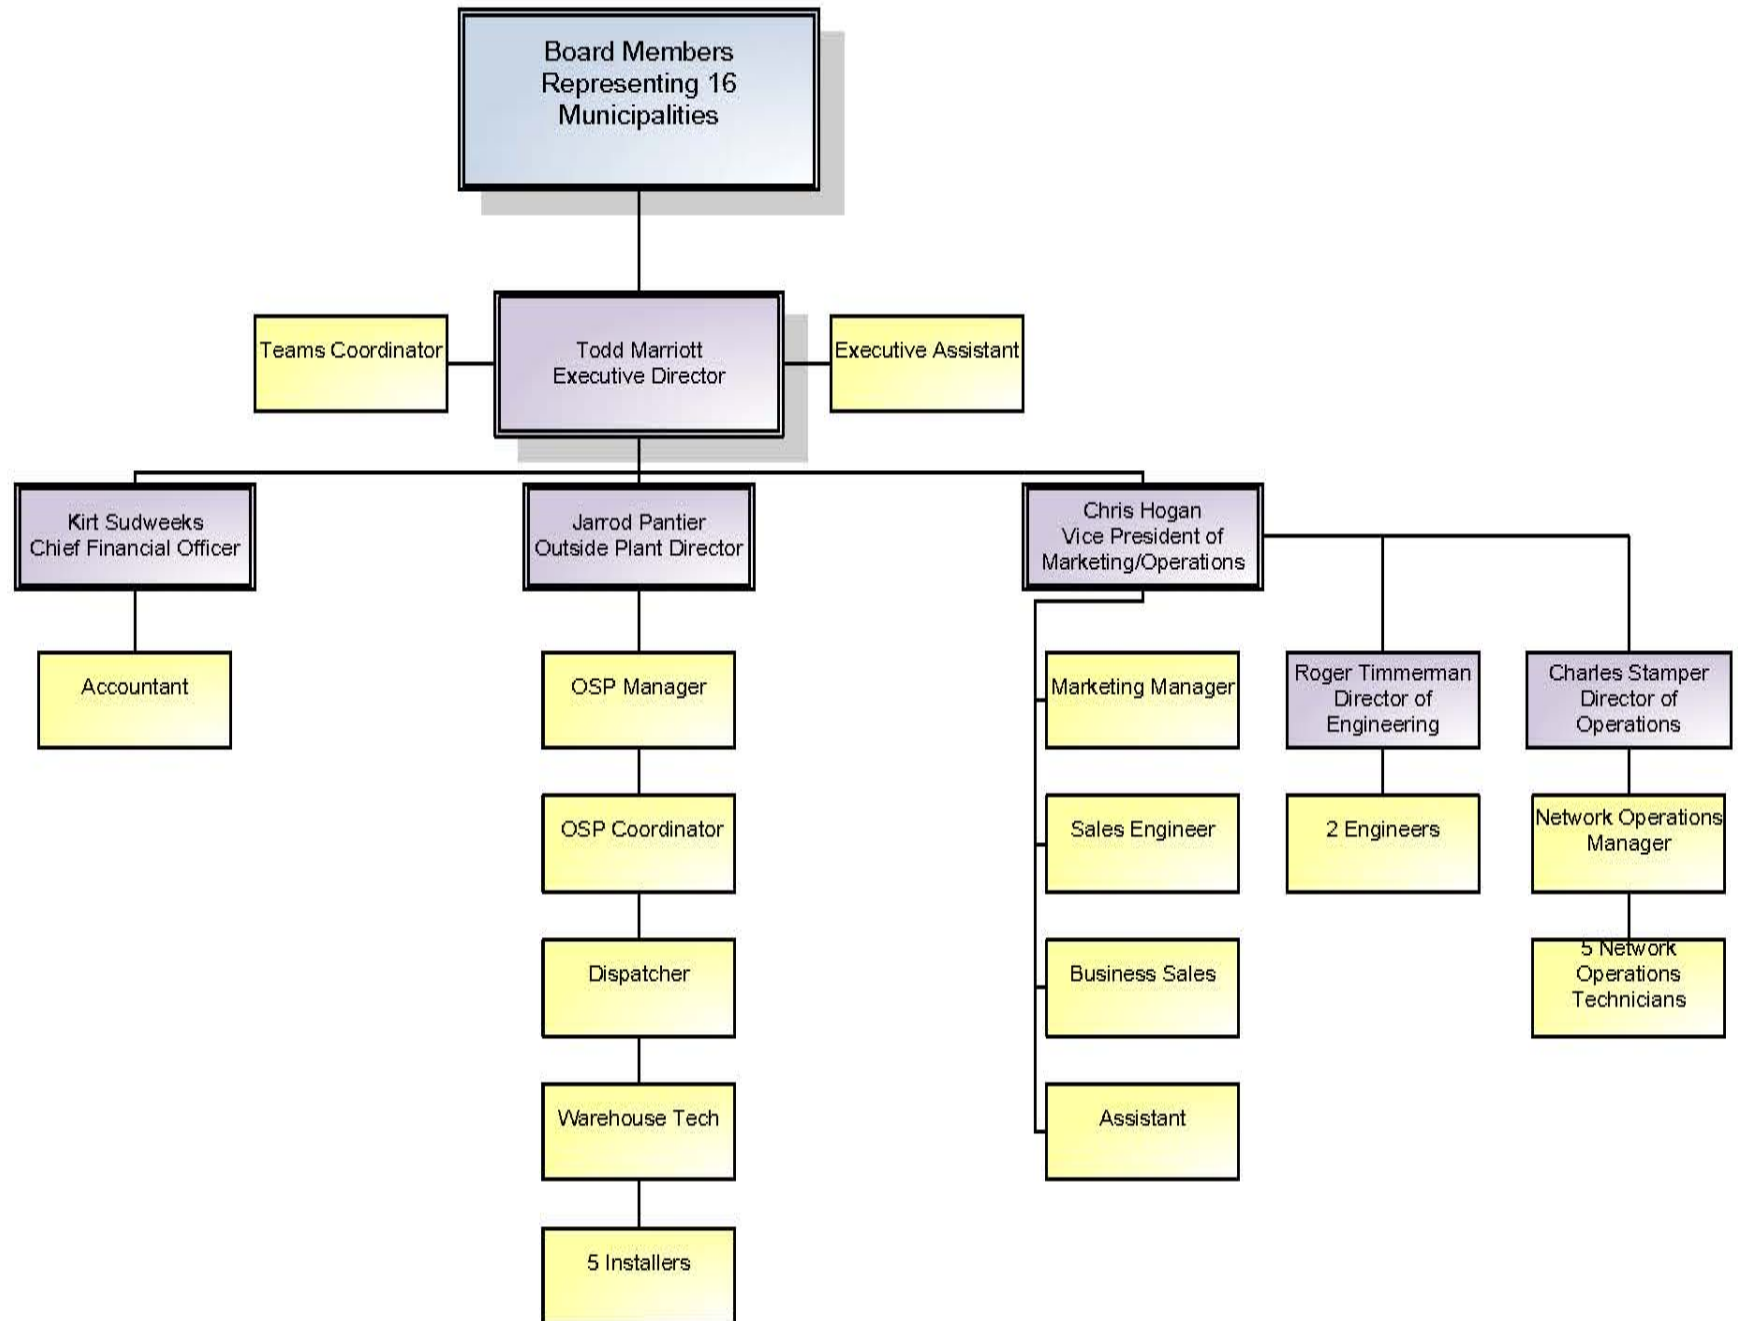 Board Members
Representing 16
Municipalities
Teams Coordinator
Todd Marriott
Executive Director
Executive Assistant
Kirt Sudweeks
Chief Financial Officer
Jarrod Pantier
Outside Plant Director
Chris Hogan
Vice President of
Marketing/Operations
Accountant
OSP Manager
Marketing Manager
Roger Timmerman
Director of
Engineering
Charles Stamper
Director of
Operations
OSP Coordinator
Sales Engineer
2 Engineers
Network Operations
Manager
Dispatcher
Business Sales
5 Network
Operations
Technicians
Warehouse Tech
Assistant
5 Installers